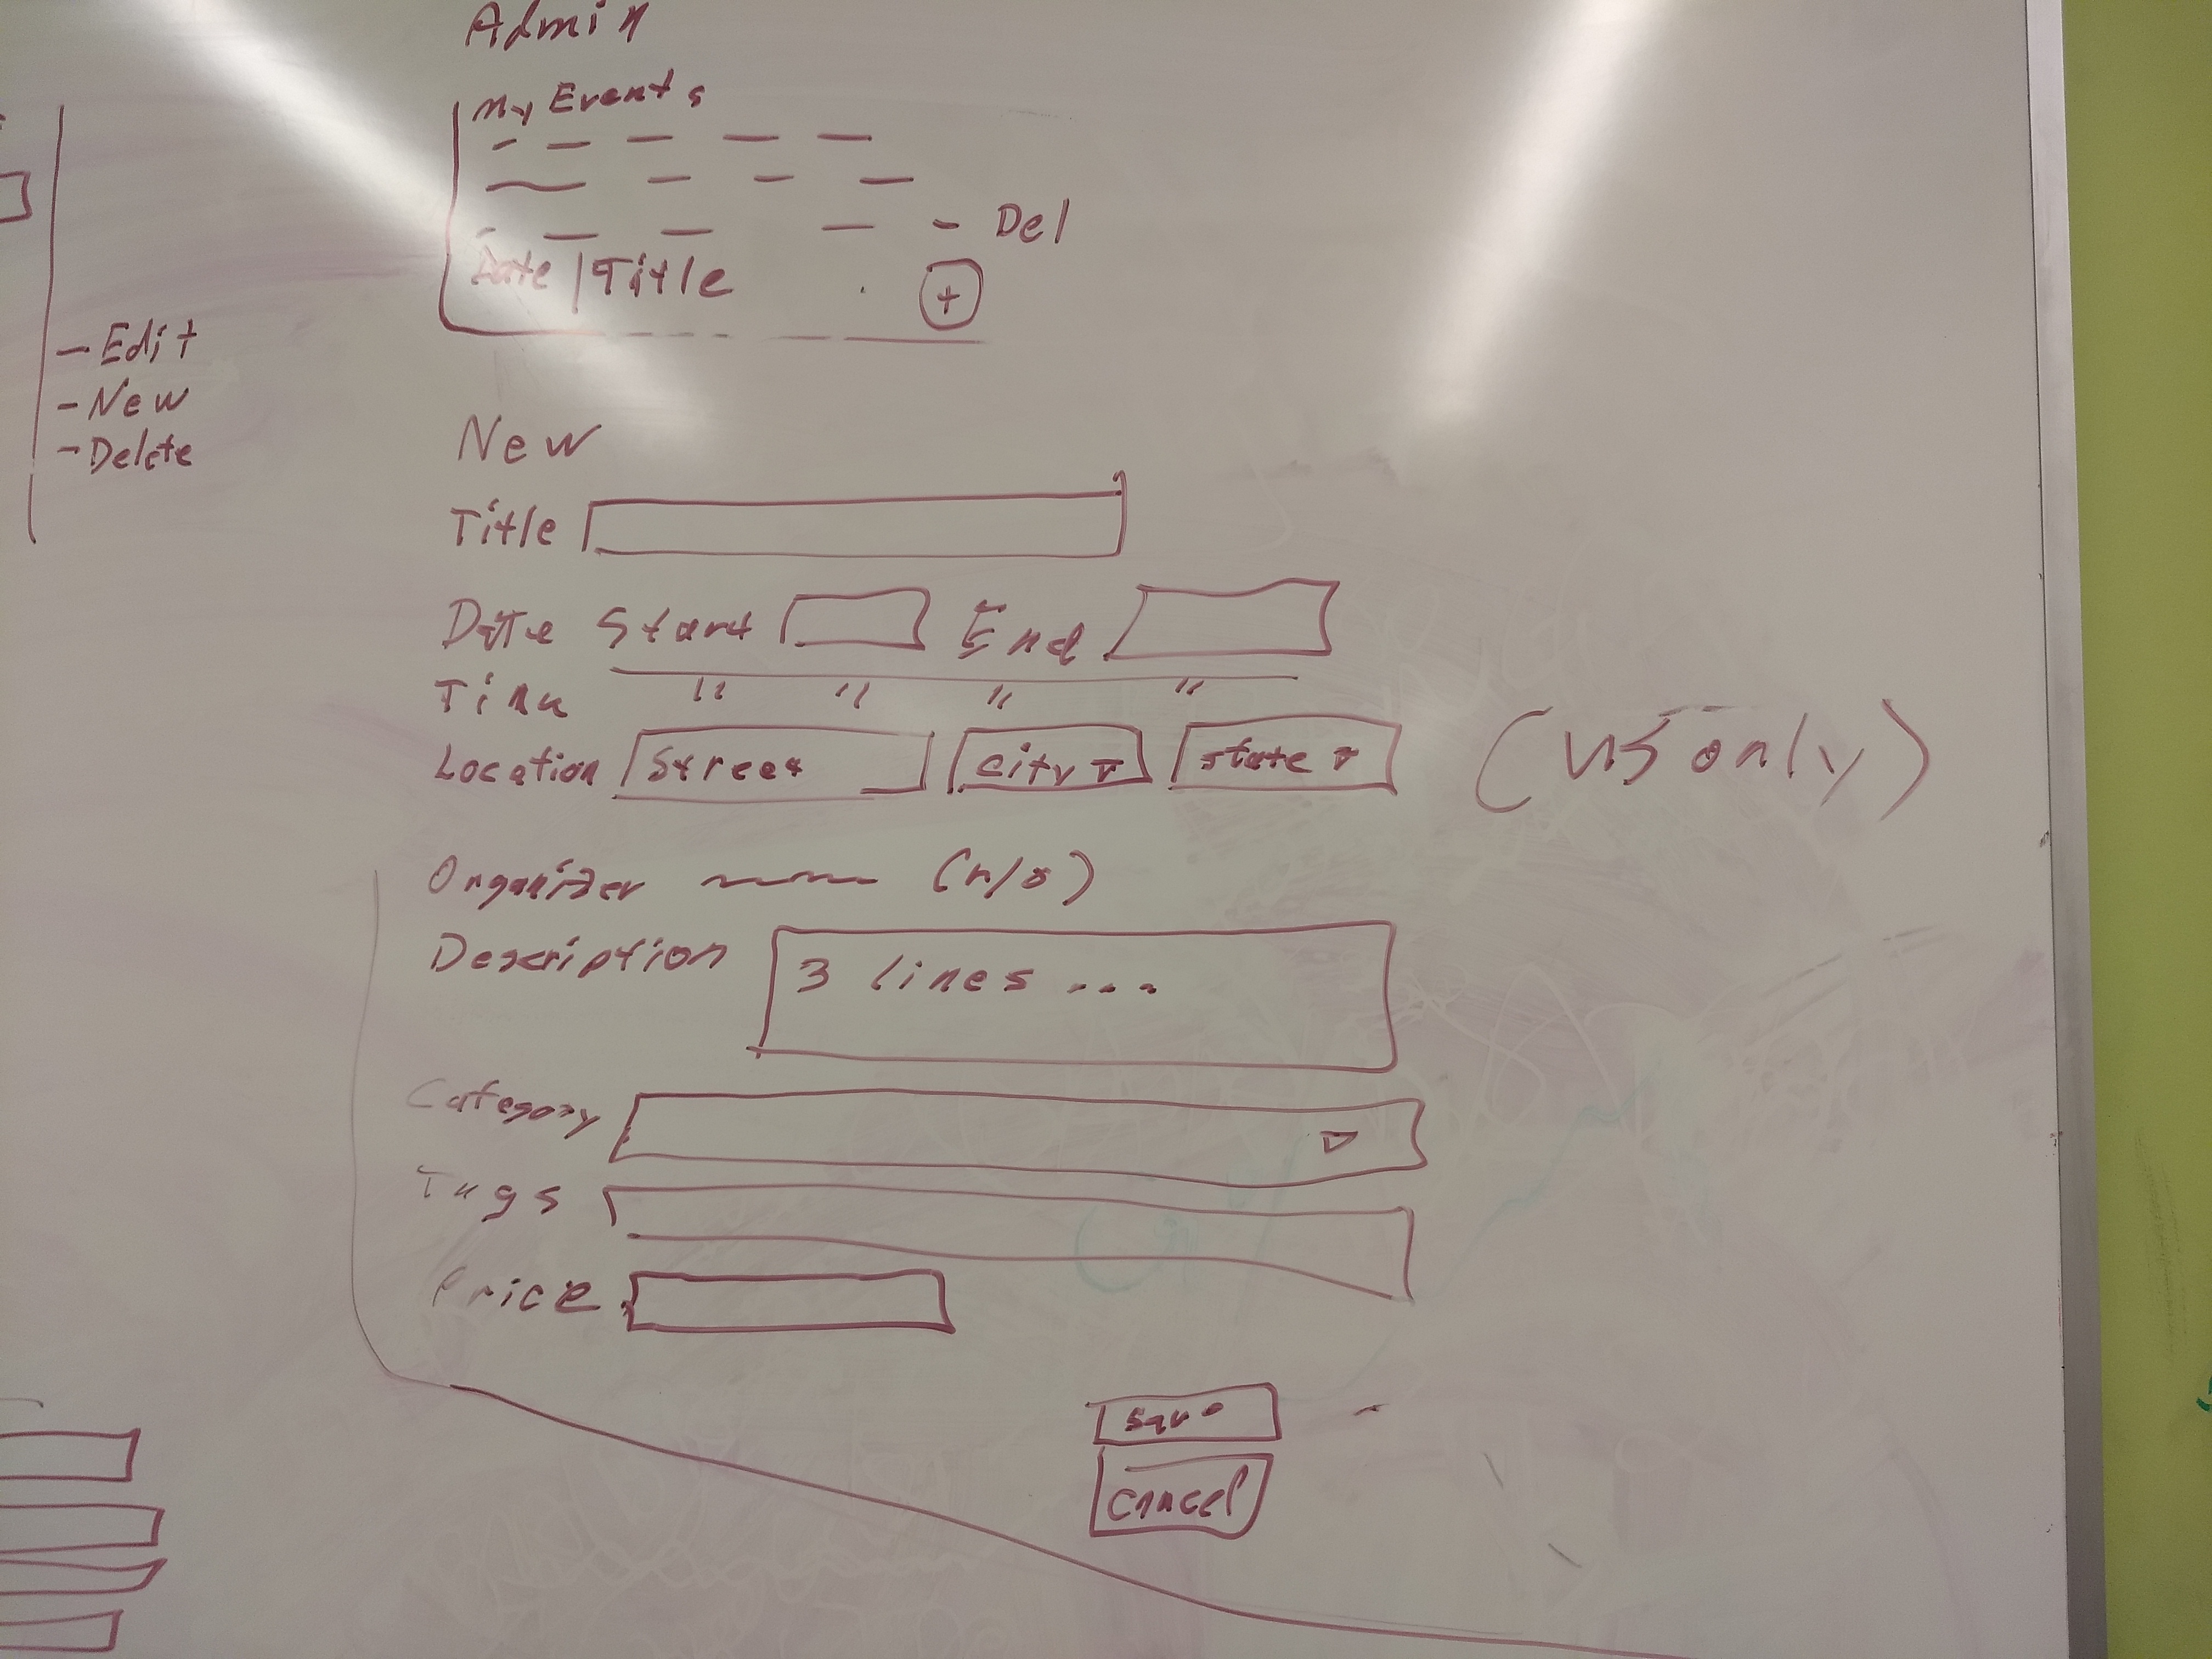 Admin
My Events
- Del
Date | Title
+
- Edit
- New
- Delete
New
Title
Date Start End
Time " " " "
Location Street city state (US only)
Organizer (r/o)
Description 3 lines ...
Category
Tags
Price
save
cancel